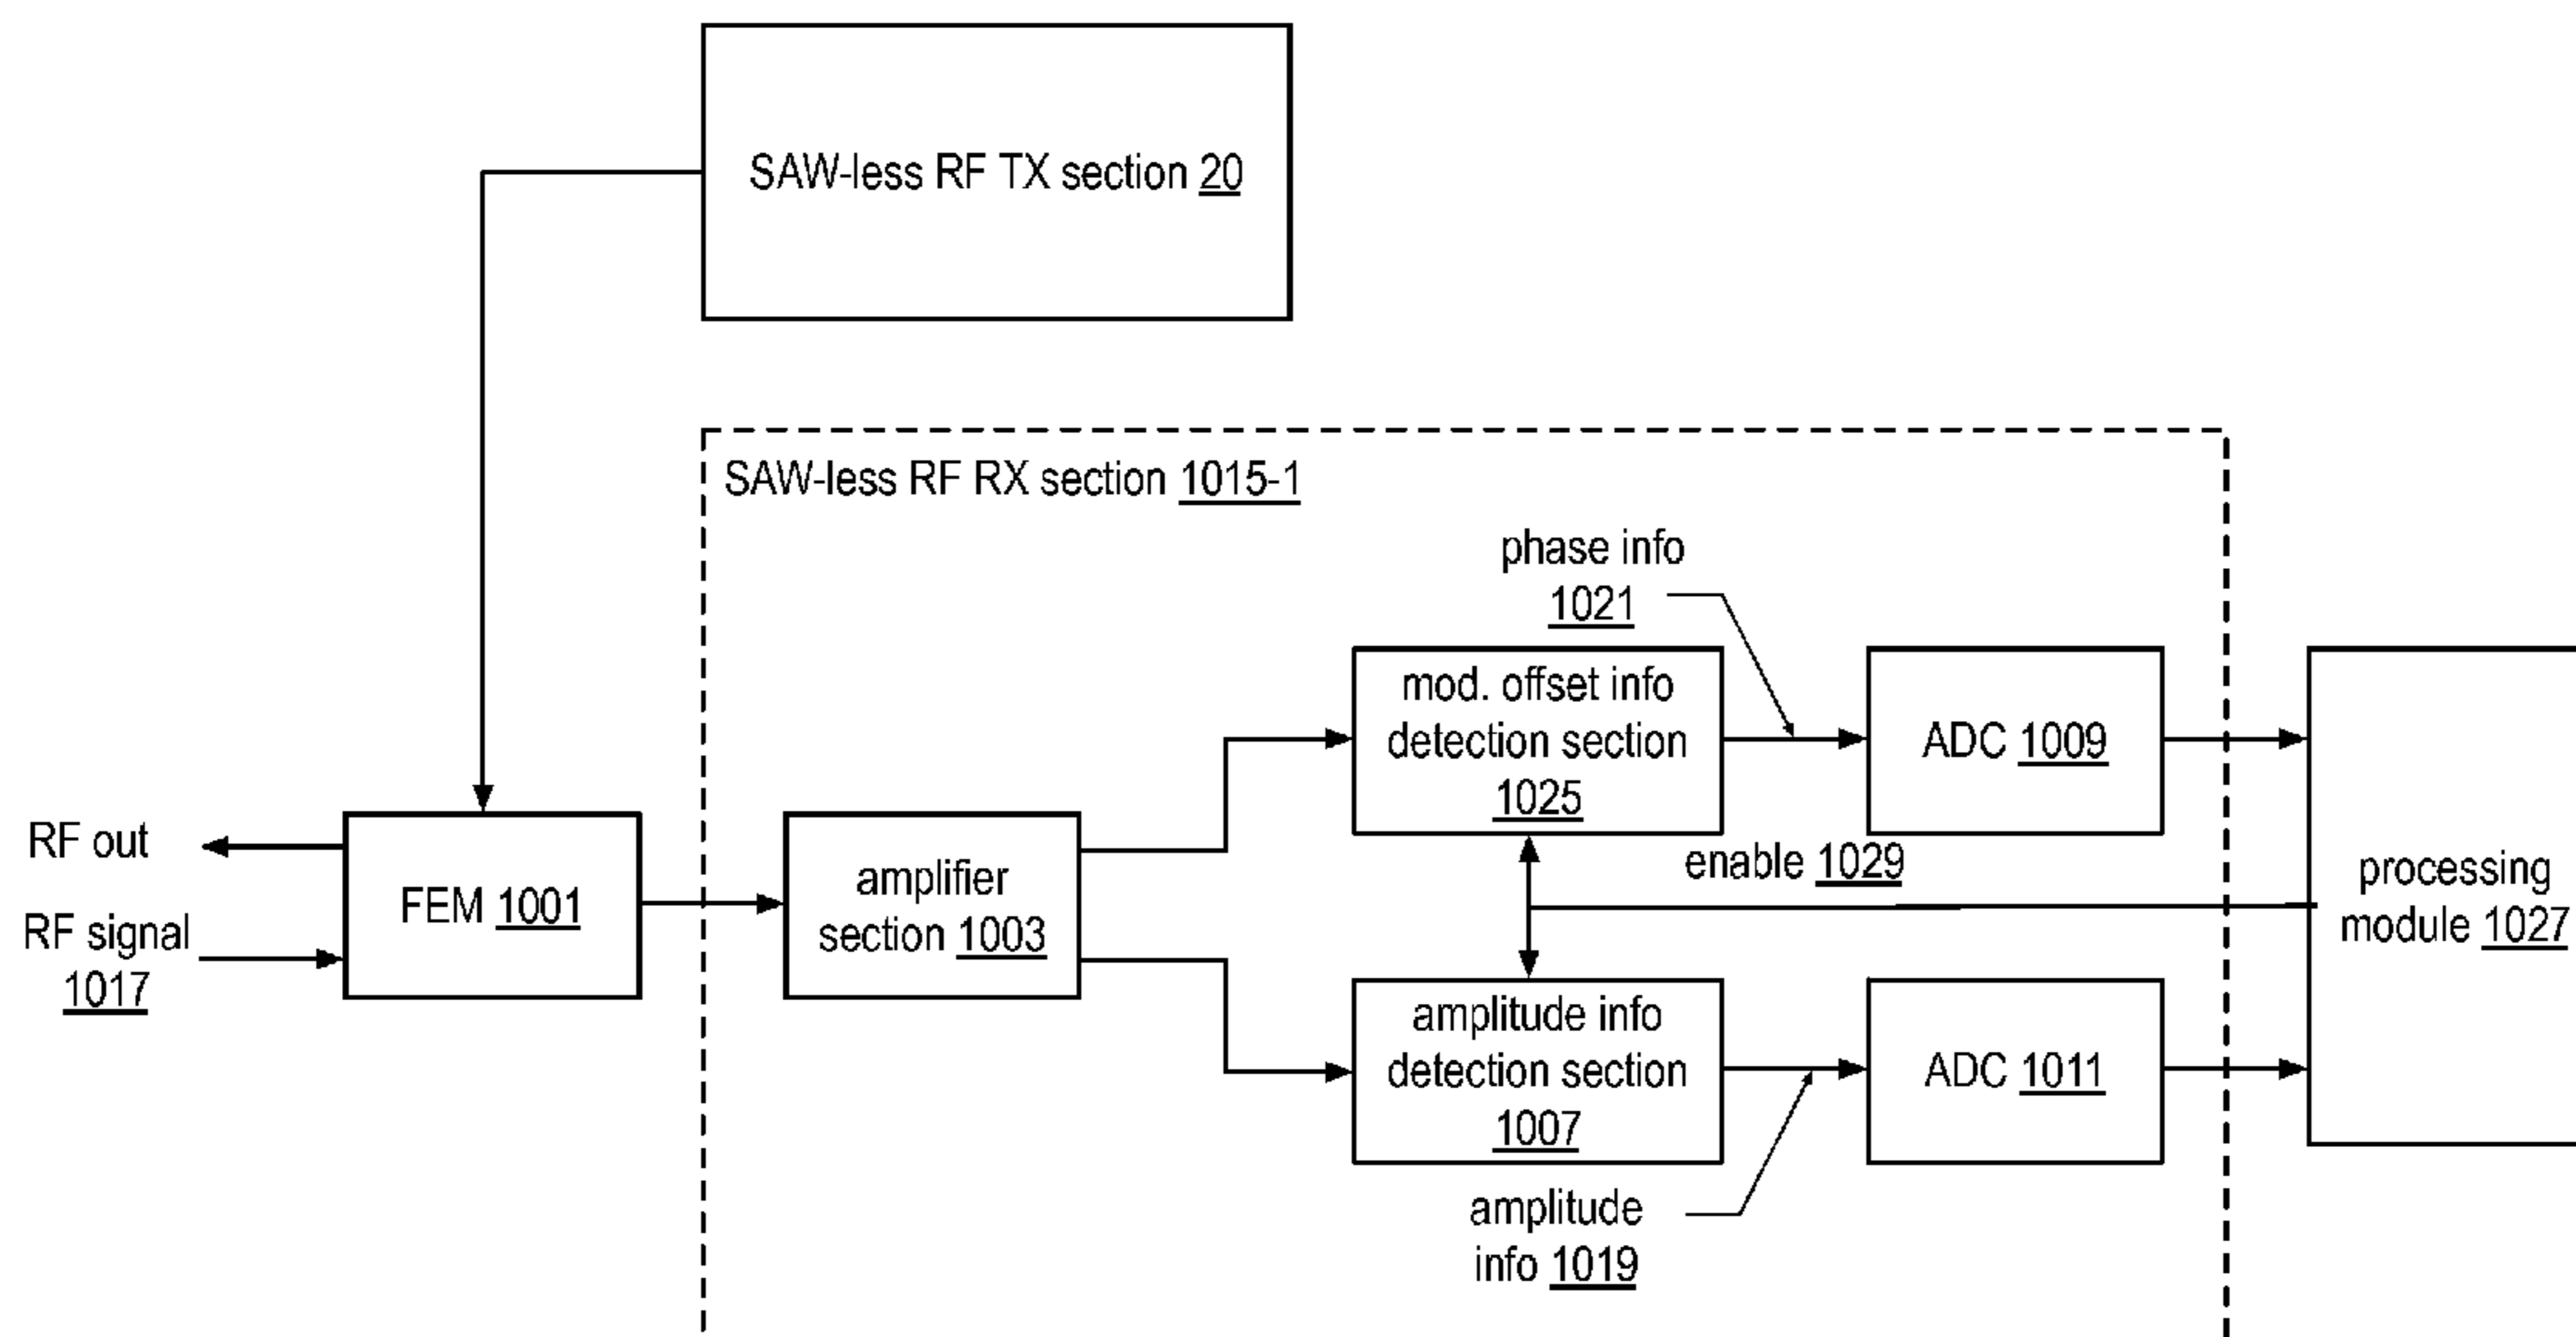 SAW-less RF TX section 20
SAW-less RF RX section 1015-1
phase info
1021
mod. offset info
detection section
1025
ADC 1009
enable 1029
RF out
RF signal
1017
FEM 1001
amplifier
section 1003
processing
module 1027
amplitude info
detection section
1007
ADC 1011
amplitude
info 1019